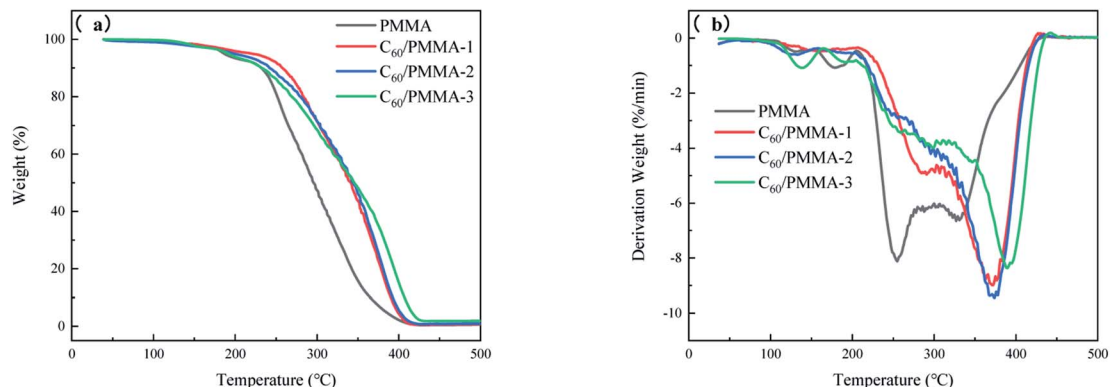 ( a)
PMMA
C₆₀/PMMA-1
C₆₀/PMMA-2
C₆₀/PMMA-3
Weight (%)
100
80
60
40
20
0
0 100 200 300 400 500
Temperature (℃)
( b)
PMMA
C₆₀/PMMA-1
C₆₀/PMMA-2
C₆₀/PMMA-3
Derivation Weight (%/min)
0
-2
-4
-6
-8
-10
0 100 200 300 400 500
Temperature (℃)